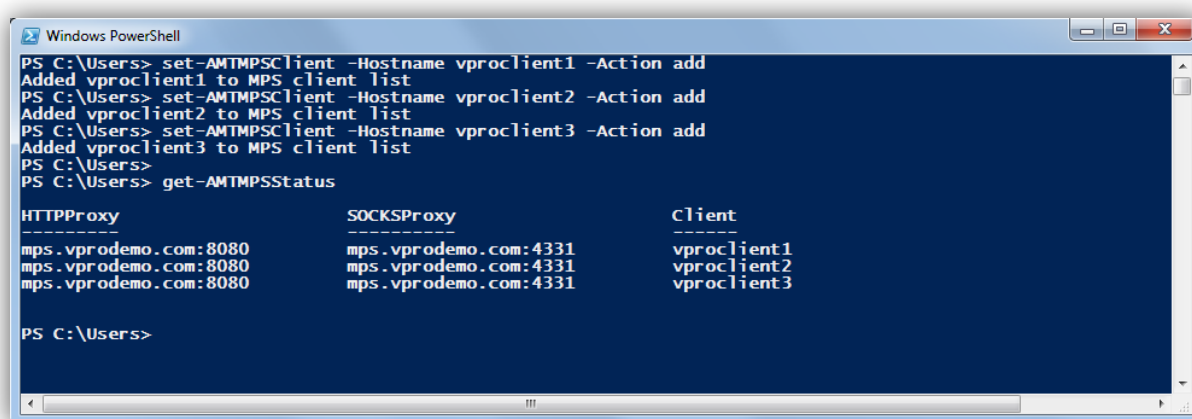 Windows PowerShell
PS C:\Users> set-AMTMPSClient -Hostname vproclient1 -Action add
Added vproclient1 to MPS client list
PS C:\Users> set-AMTMPSClient -Hostname vproclient2 -Action add
Added vproclient2 to MPS client list
PS C:\Users> set-AMTMPSClient -Hostname vproclient3 -Action add
Added vproclient3 to MPS client list
PS C:\Users>
PS C:\Users> get-AMTMPSStatus
HTTPProxy SOCKSProxy Client
--------- ---------- ------
mps.vprodemo.com:8080 mps.vprodemo.com:4331 vproclient1
mps.vprodemo.com:8080 mps.vprodemo.com:4331 vproclient2
mps.vprodemo.com:8080 mps.vprodemo.com:4331 vproclient3
PS C:\Users>